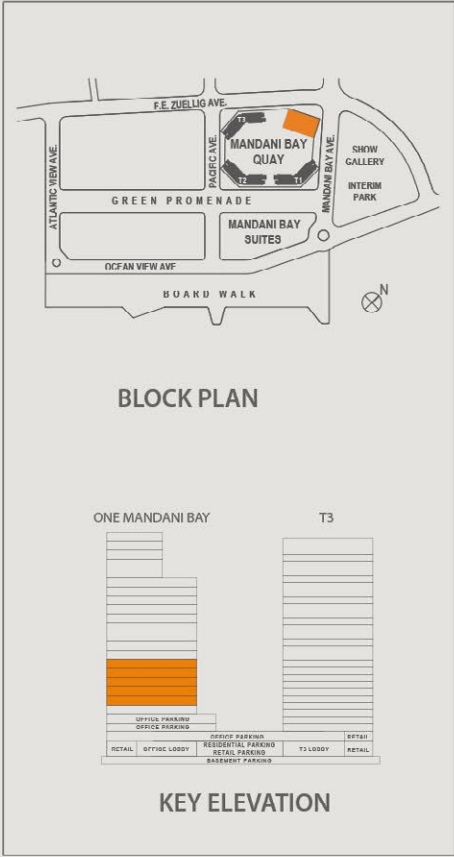 F.E. ZUELLIG AVE.
T3
MANDANI BAY
QUAY
T2
T1
ATLANTIC VIEW AVE.
PACIFIC AVE.
MANDANI BAY AVE.
SHOW
GALLERY
INTERIM
PARK
GREEN PROMENADE
MANDANI BAY
SUITES
OCEAN VIEW AVE
BOARD WALK
N
BLOCK PLAN
ONE MANDANI BAY
T3
OFFICE PARKING
OFFICE PARKING
OFFICE PARKING
RETAIL
RETAIL
OFFICE LOBBY
RESIDENTIAL PARKING
RETAIL PARKING
T3 LOBBY
RETAIL
BASEMENT PARKING
KEY ELEVATION